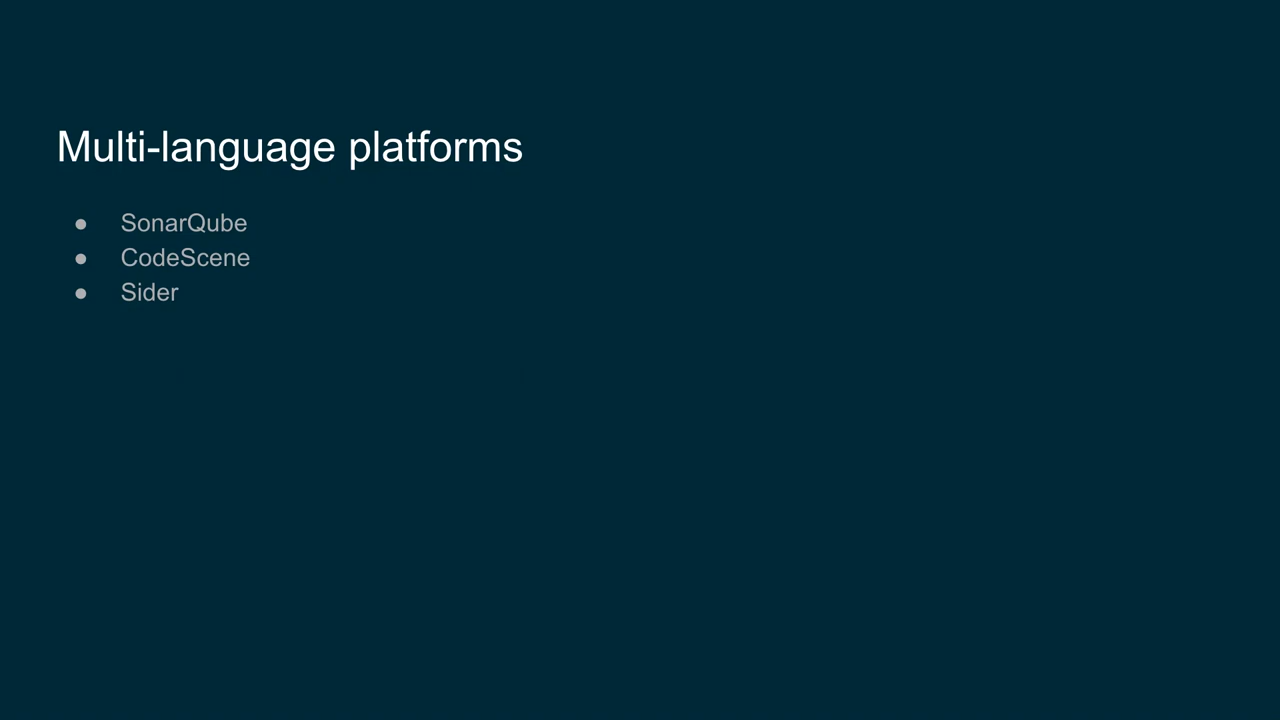 Multi-language platforms
● SonarQube
● CodeScene
● Sider